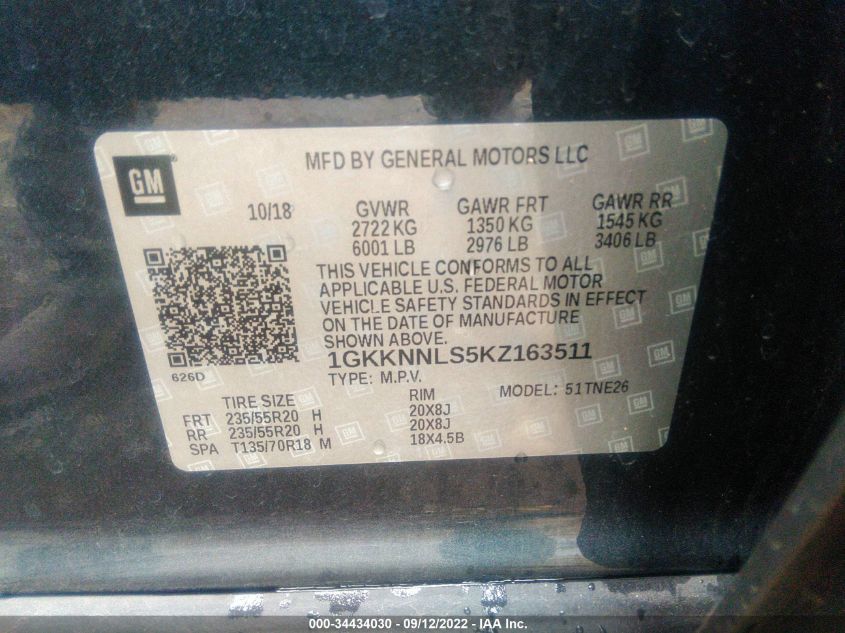 GM
MFD BY GENERAL MOTORS LLC
10/18 GVWR GAWR FRT GAWR RR
2722 KG 1350 KG 1545 KG
6001 LB 2976 LB 3406 LB
THIS VEHICLE CONFORMS TO ALL
APPLICABLE U.S. FEDERAL MOTOR
VEHICLE SAFETY STANDARDS IN EFFECT
ON THE DATE OF MANUFACTURE
SHOWN ABOVE.
1GKKNNLS5KZ163511
626D
TYPE: M.P.V. MODEL: 51TNE26
TIRE SIZE RIM
FRT 235/55R20 H 20X8J
RR 235/55R20 H 20X8J
SPA T135/70R18 M 18X4.5B
000-34434030 - 09/12/2022 - IAA Inc.